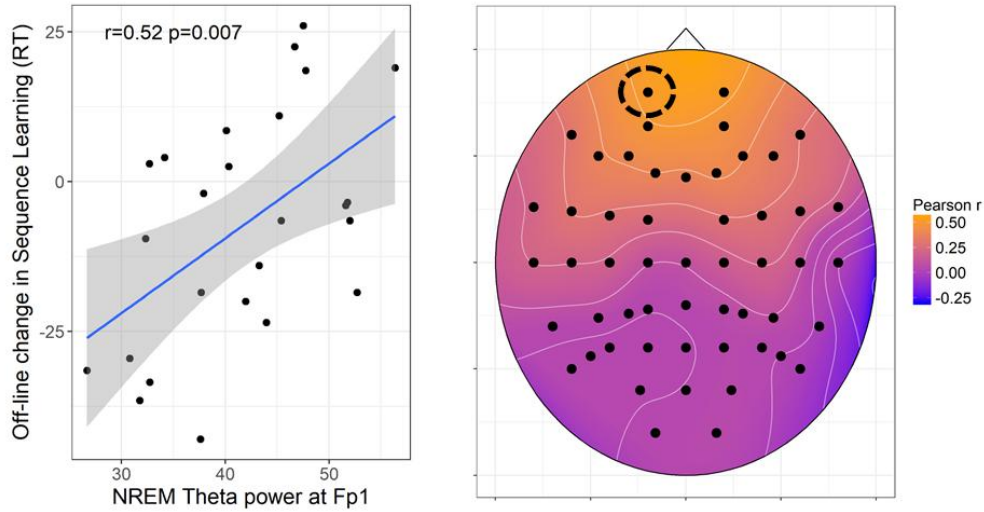 r=0.52 p=0.007
Off-line change in Sequence Learning (RT)
25
0
-25
30
40
50
NREM Theta power at Fp1
Pearson r
0.50
0.25
0.00
-0.25